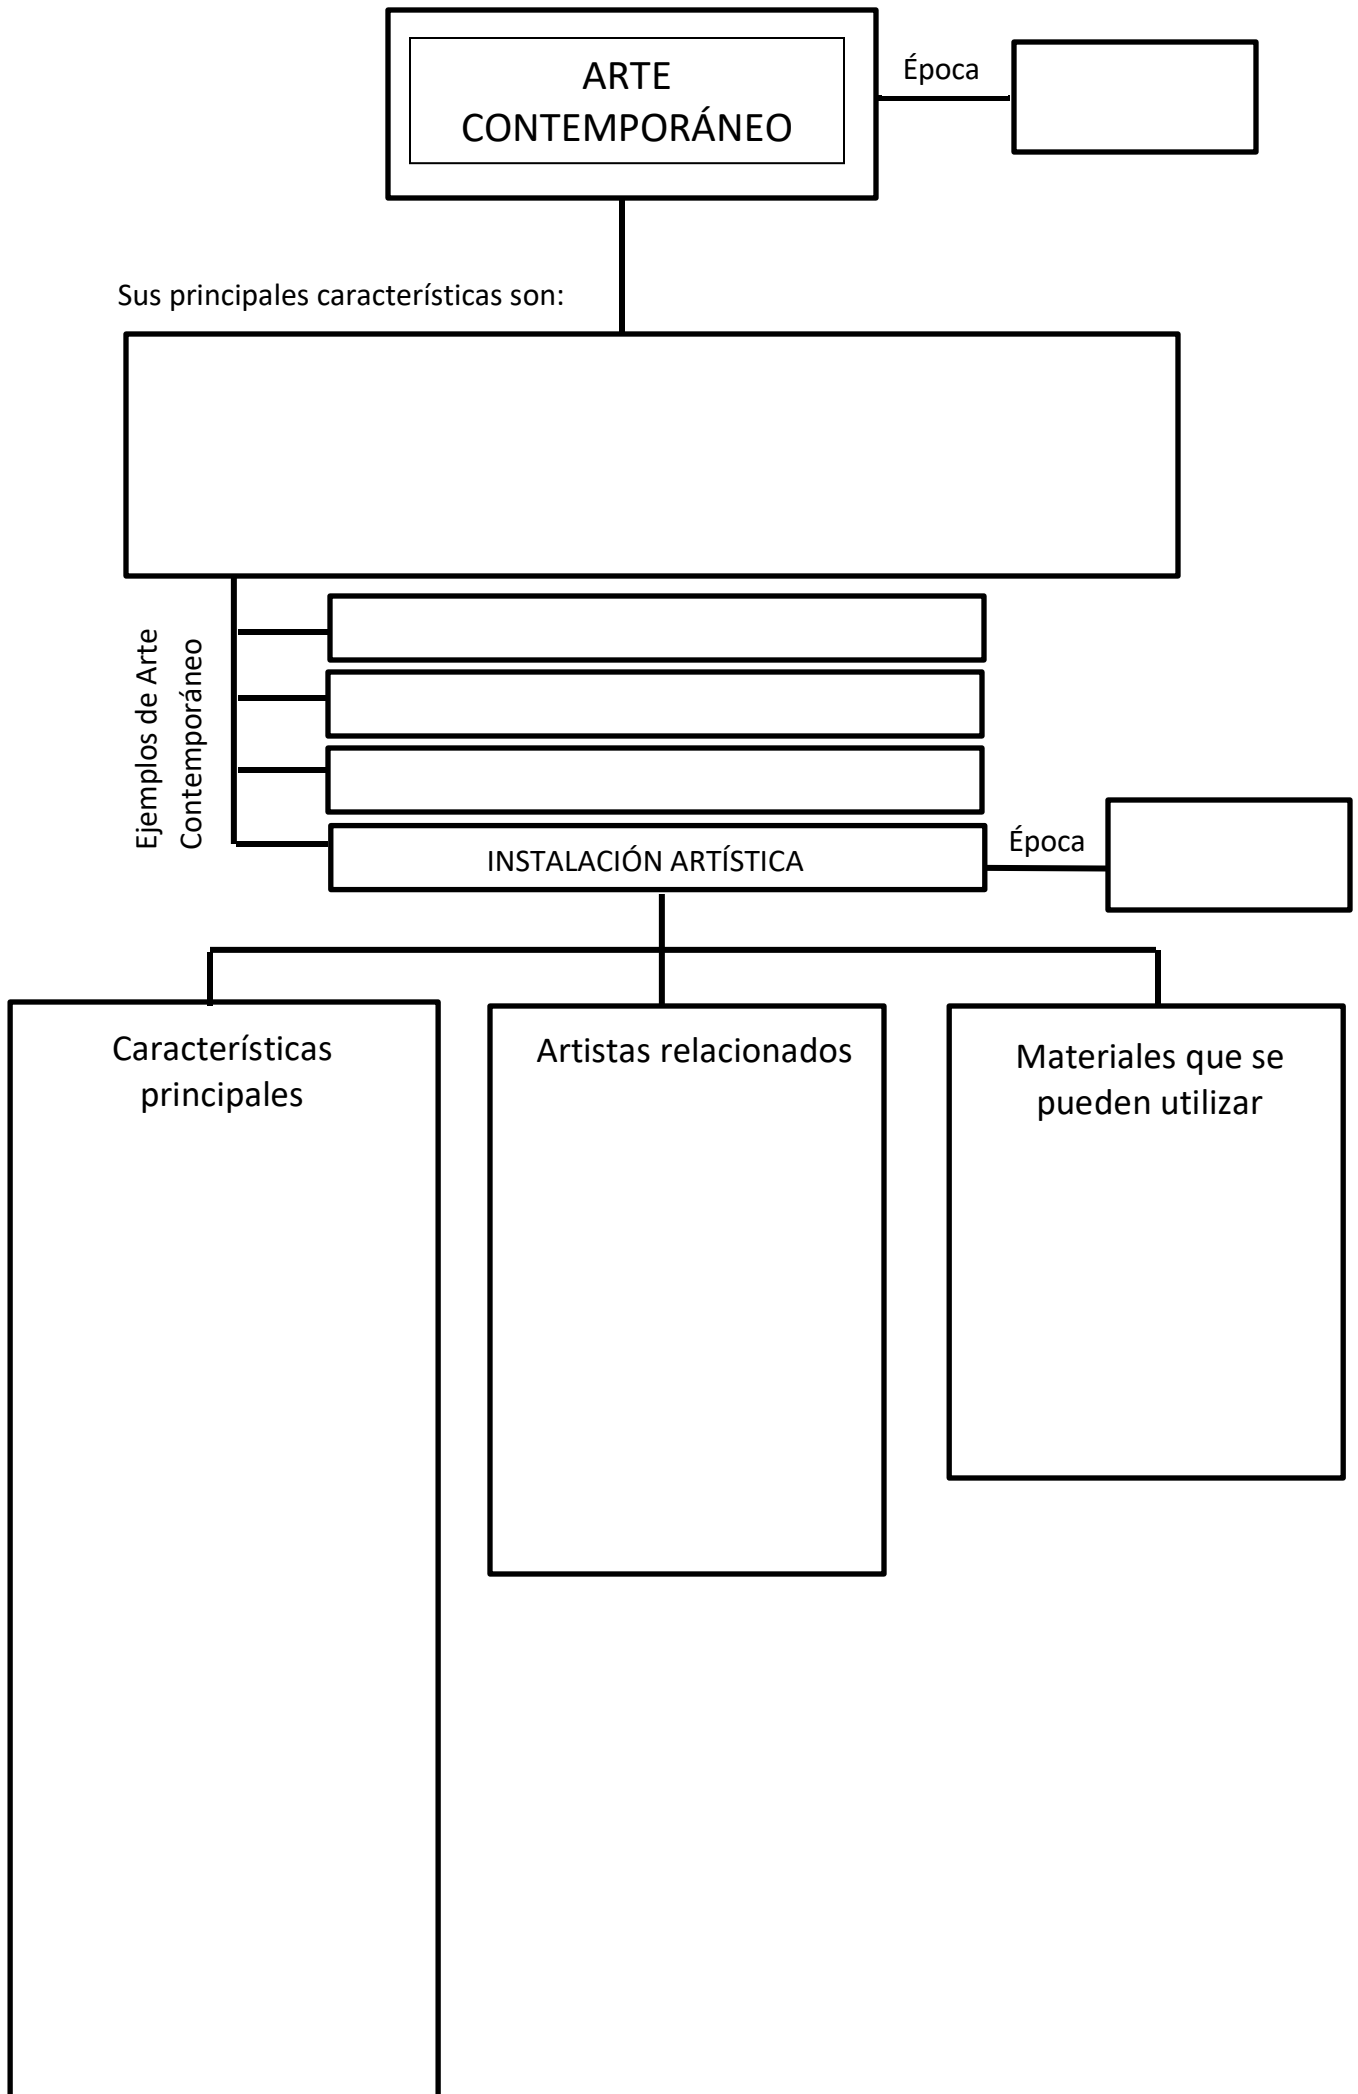 ARTE
CONTEMPORÁNEO
Época
Sus principales características son:
Ejemplos de Arte
Contemporáneo
INSTALACIÓN ARTÍSTICA
Época
Características
principales
Artistas relacionados
Materiales que se
pueden utilizar